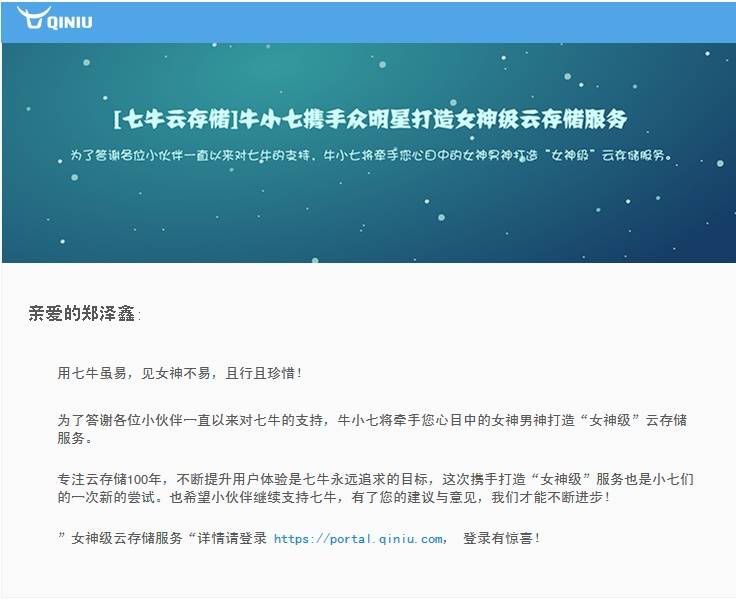 QINIU
[七牛云存储]牛小七携手众明星打造女神级云存储服务
为了答谢各位小伙伴一直以来对七牛的支持，牛小七将牵手您心目中的女神男神打造“女神级”云存储服务。
亲爱的郑泽鑫:
用七牛虽易，见女神不易，且行且珍惜！
为了答谢各位小伙伴一直以来对七牛的支持，牛小七将牵手您心目中的女神男神打造“女神级”云存储
服务。
专注云存储100年，不断提升用户体验是七牛永远追求的目标，这次携手打造“女神级”服务也是小七们
的一次新的尝试。也希望小伙伴继续支持七牛，有了您的建议与意见，我们才能不断进步！
”女神级云存储服务“详情请登录 https://portal.qiniu.com， 登录有惊喜！